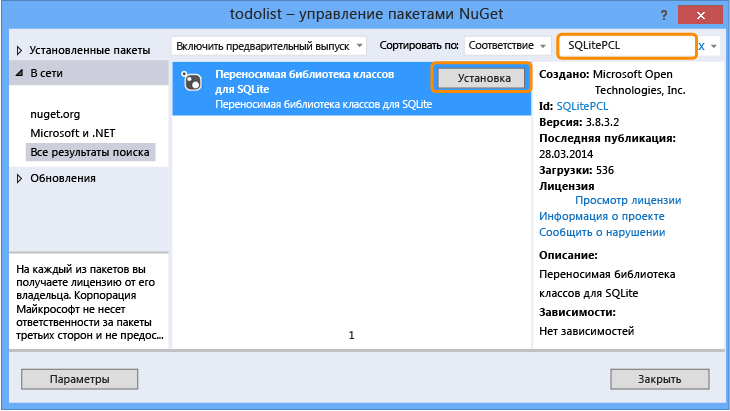 todolist – управление пакетами NuGet
?
Установленные пакеты
В сети
nuget.org
Microsoft и .NET
Все результаты поиска
Обновления
На каждый из пакетов вы
получаете лицензию от его
владельца. Корпорация
Майкрософт не несет
ответственности за пакеты
третьих сторон и не предос...
Включить предварительный выпуск
Сортировать по:
Соответствие
SQLitePCL
x
Переносимая библиотека классов
для SQLite
Переносимая библиотека классов для SQLite
Установка
1
Создано: Microsoft Open
Technologies, Inc.
Id: SQLitePCL
Версия: 3.8.3.2
Последняя публикация:
28.03.2014
Загрузки: 536
Лицензия
Просмотр лицензии
Информация о проекте
Сообщить о нарушении
Описание:
Переносимая библиотека
классов для SQLite
Зависимости:
Нет зависимостей
Параметры
Закрыть